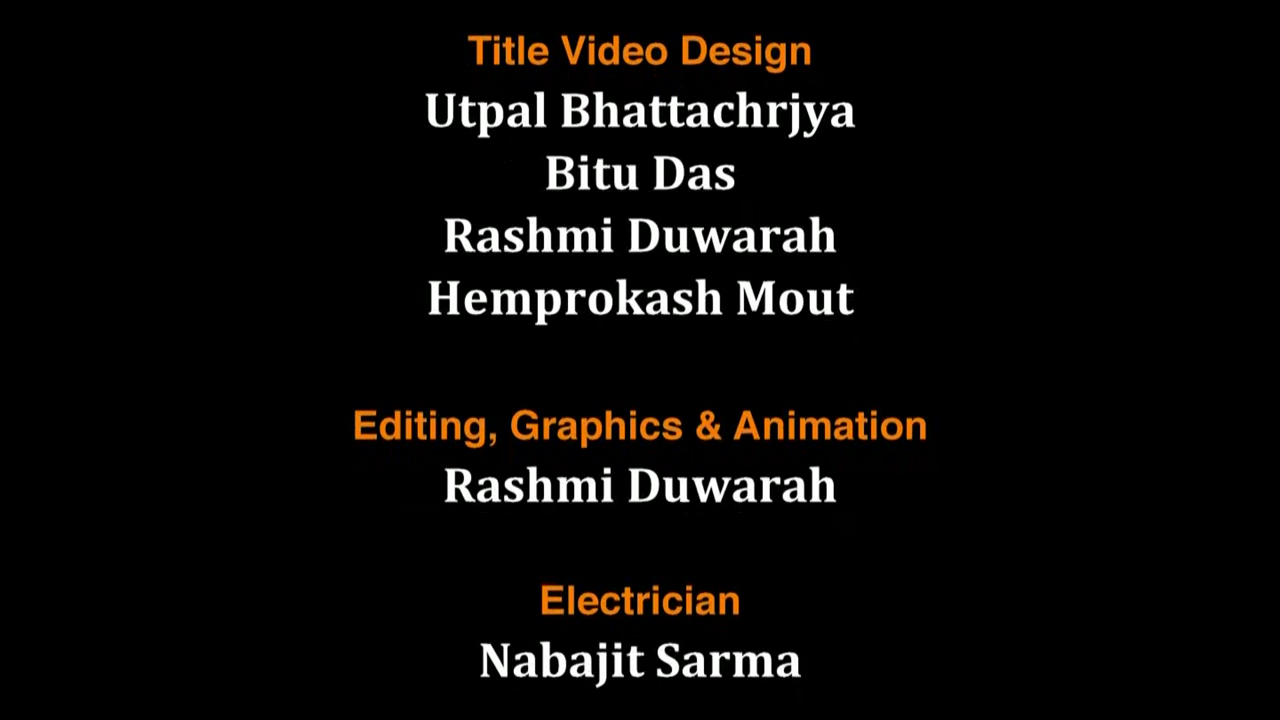 Title Video Design
Utpal Bhattachrjya
Bitu Das
Rashmi Duwarah
Hemprokash Mout
Editing, Graphics & Animation
Rashmi Duwarah
Electrician
Nabajit Sarma